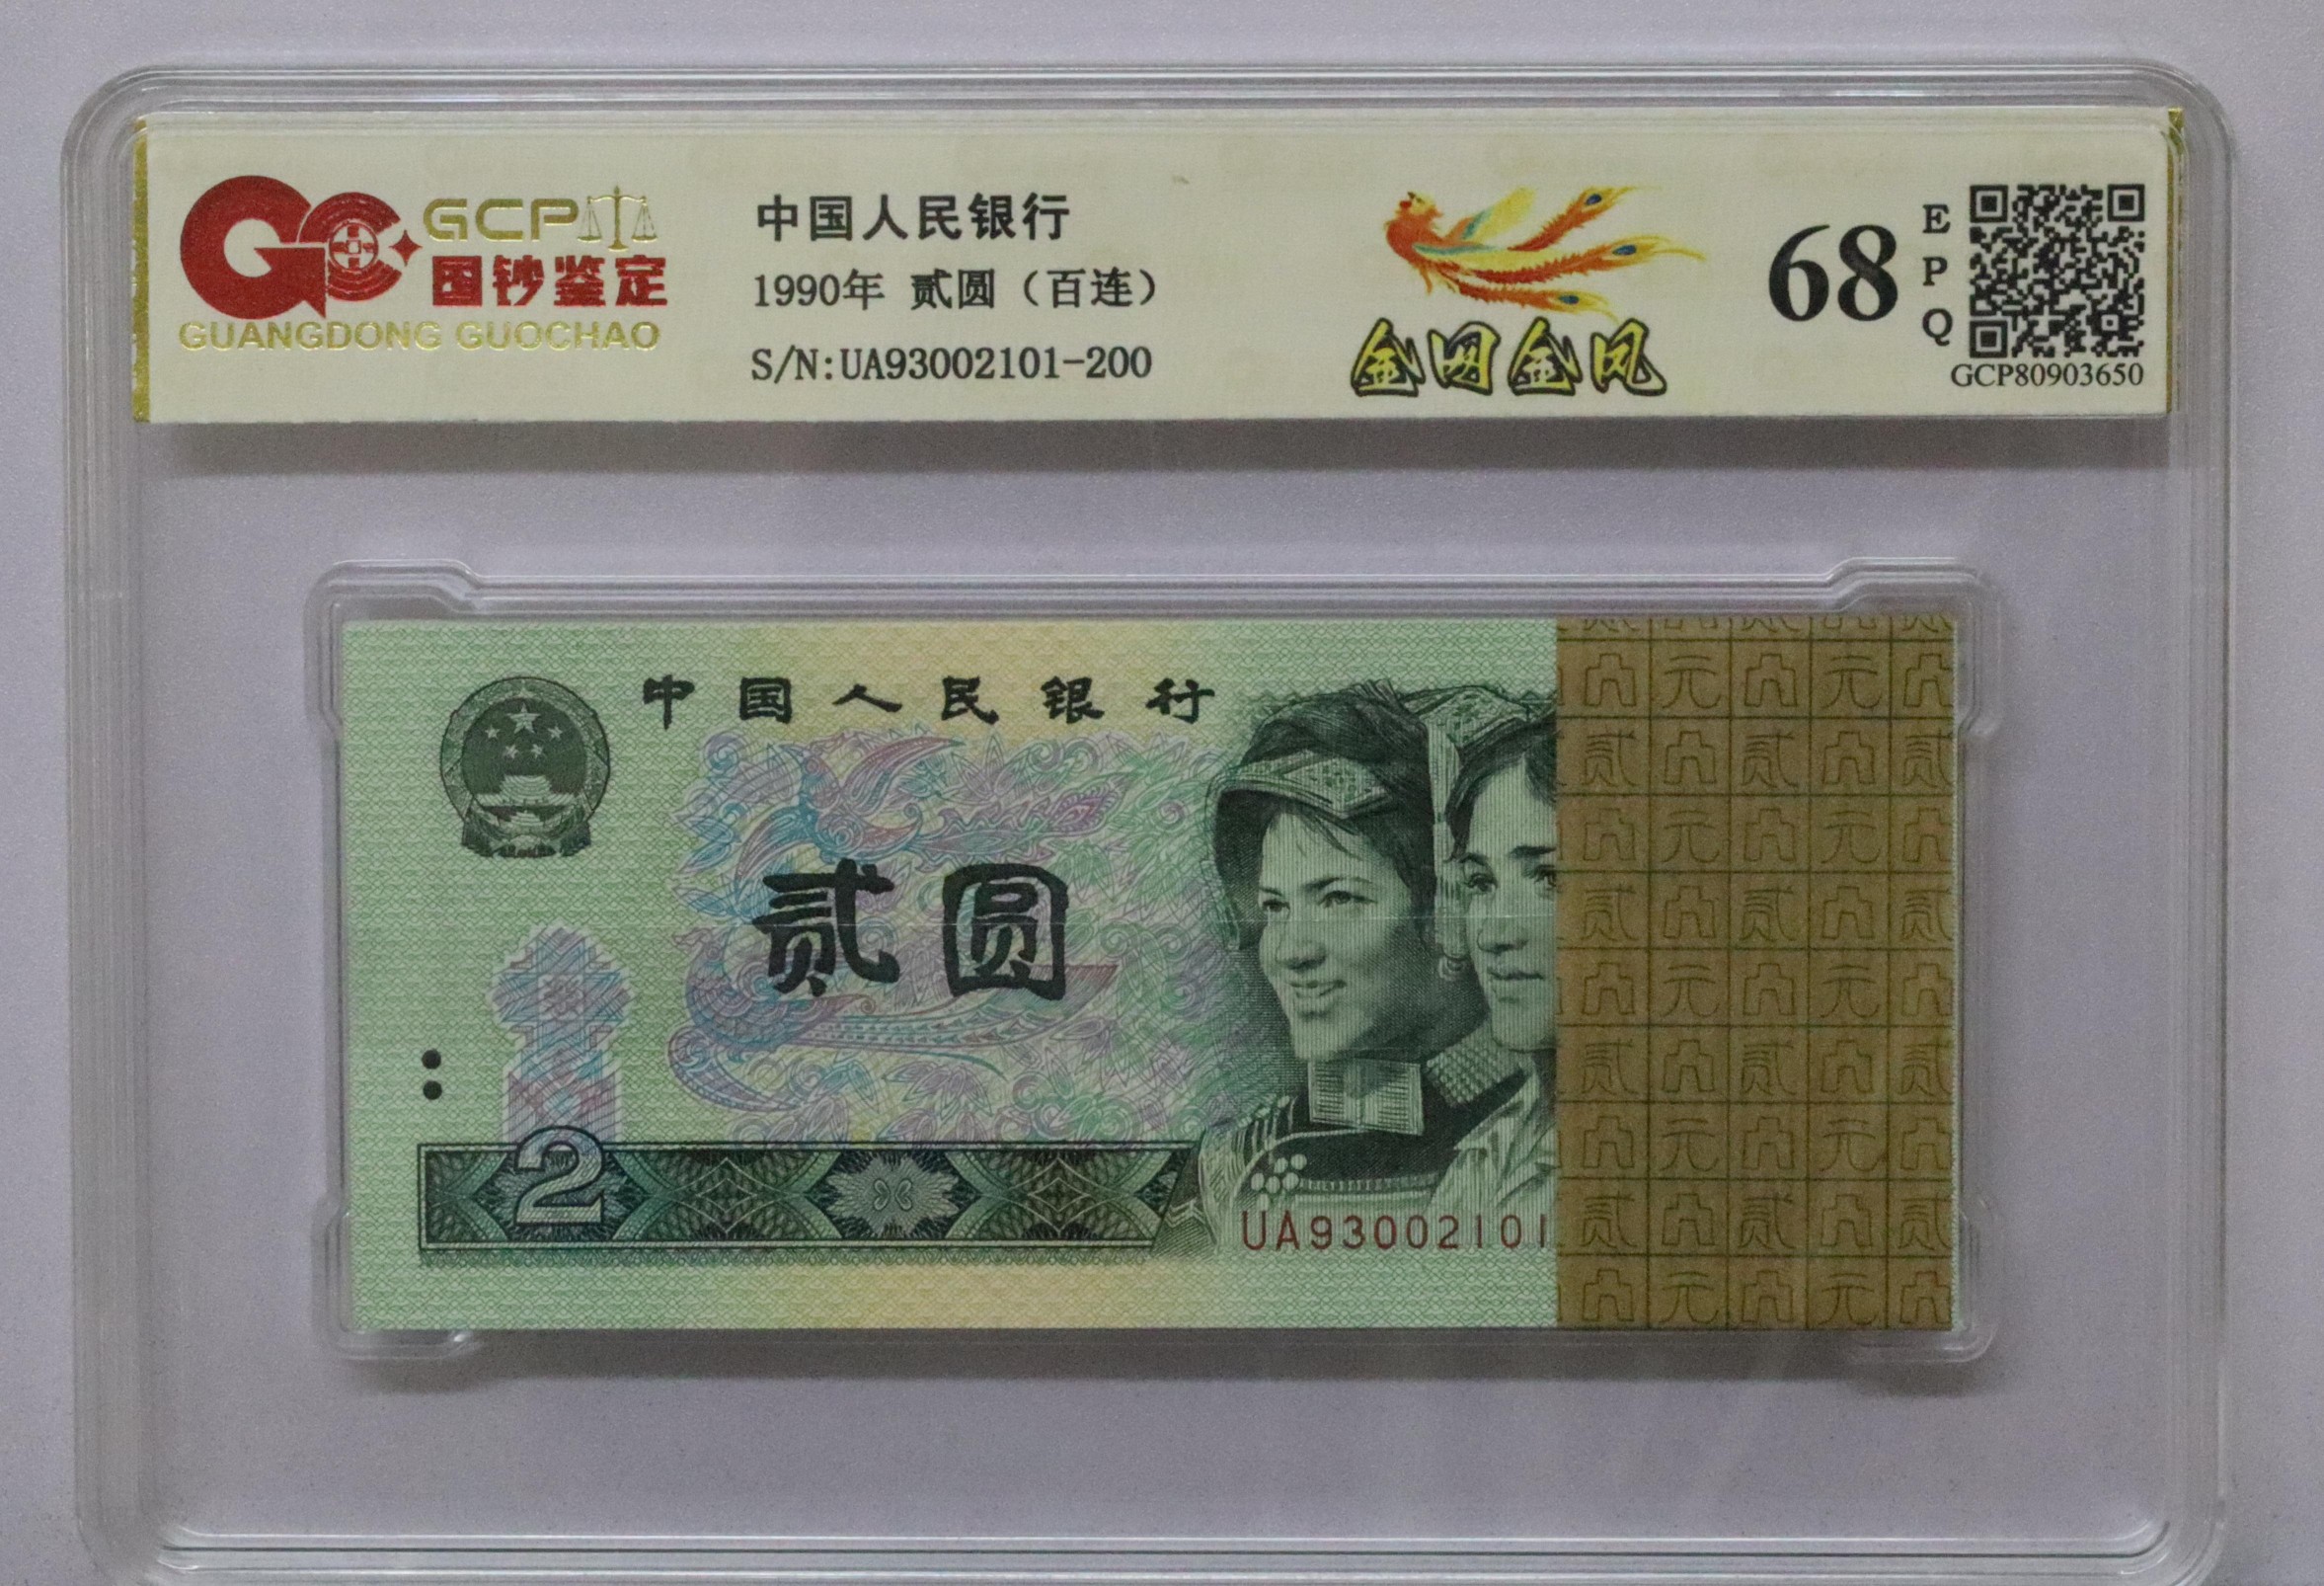 GCP
国钞鉴定
GUANGDONG GUOCHAO
中国人民银行
1990年 贰圆（百连）
S/N:UA93002101-200
金国金凤
68
EPQ
GCP80903650
中国人民银行
贰圆
2
UA93002101